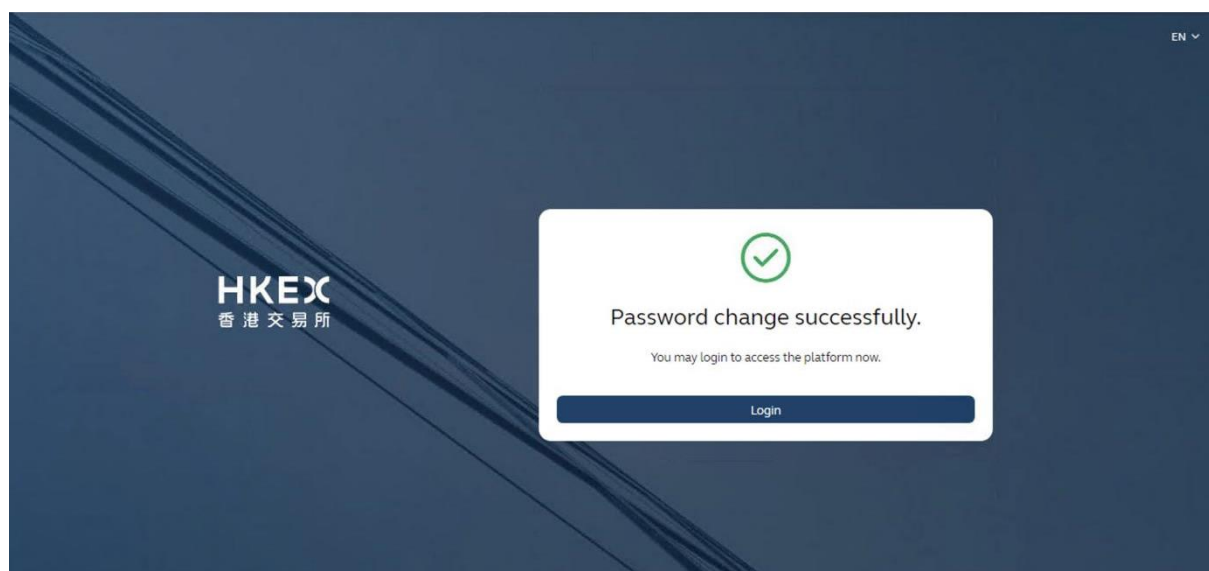 EN
HKEX
香港交易所
Password change successfully.
You may login to access the platform now.
Login